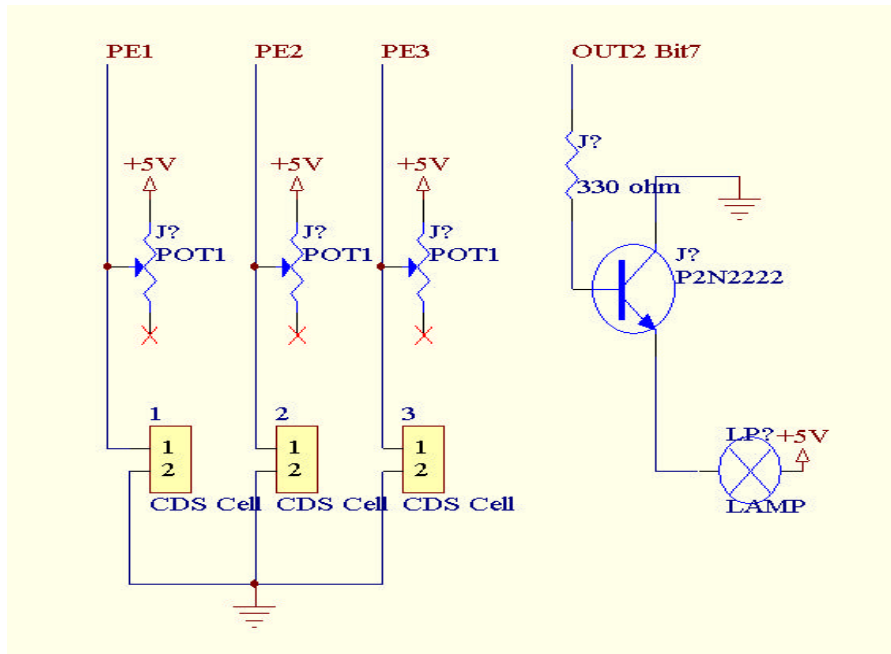 PE1 PE2 PE3 OUT2 Bit7
J?
+5V +5V +5V
330 ohm
J? J? J?
POT1 POT1 POT1
J?
P2N2222
1 2 3
LP? +5V
1 1 1
2 2 2
CDS Cell CDS Cell CDS Cell
LAMP